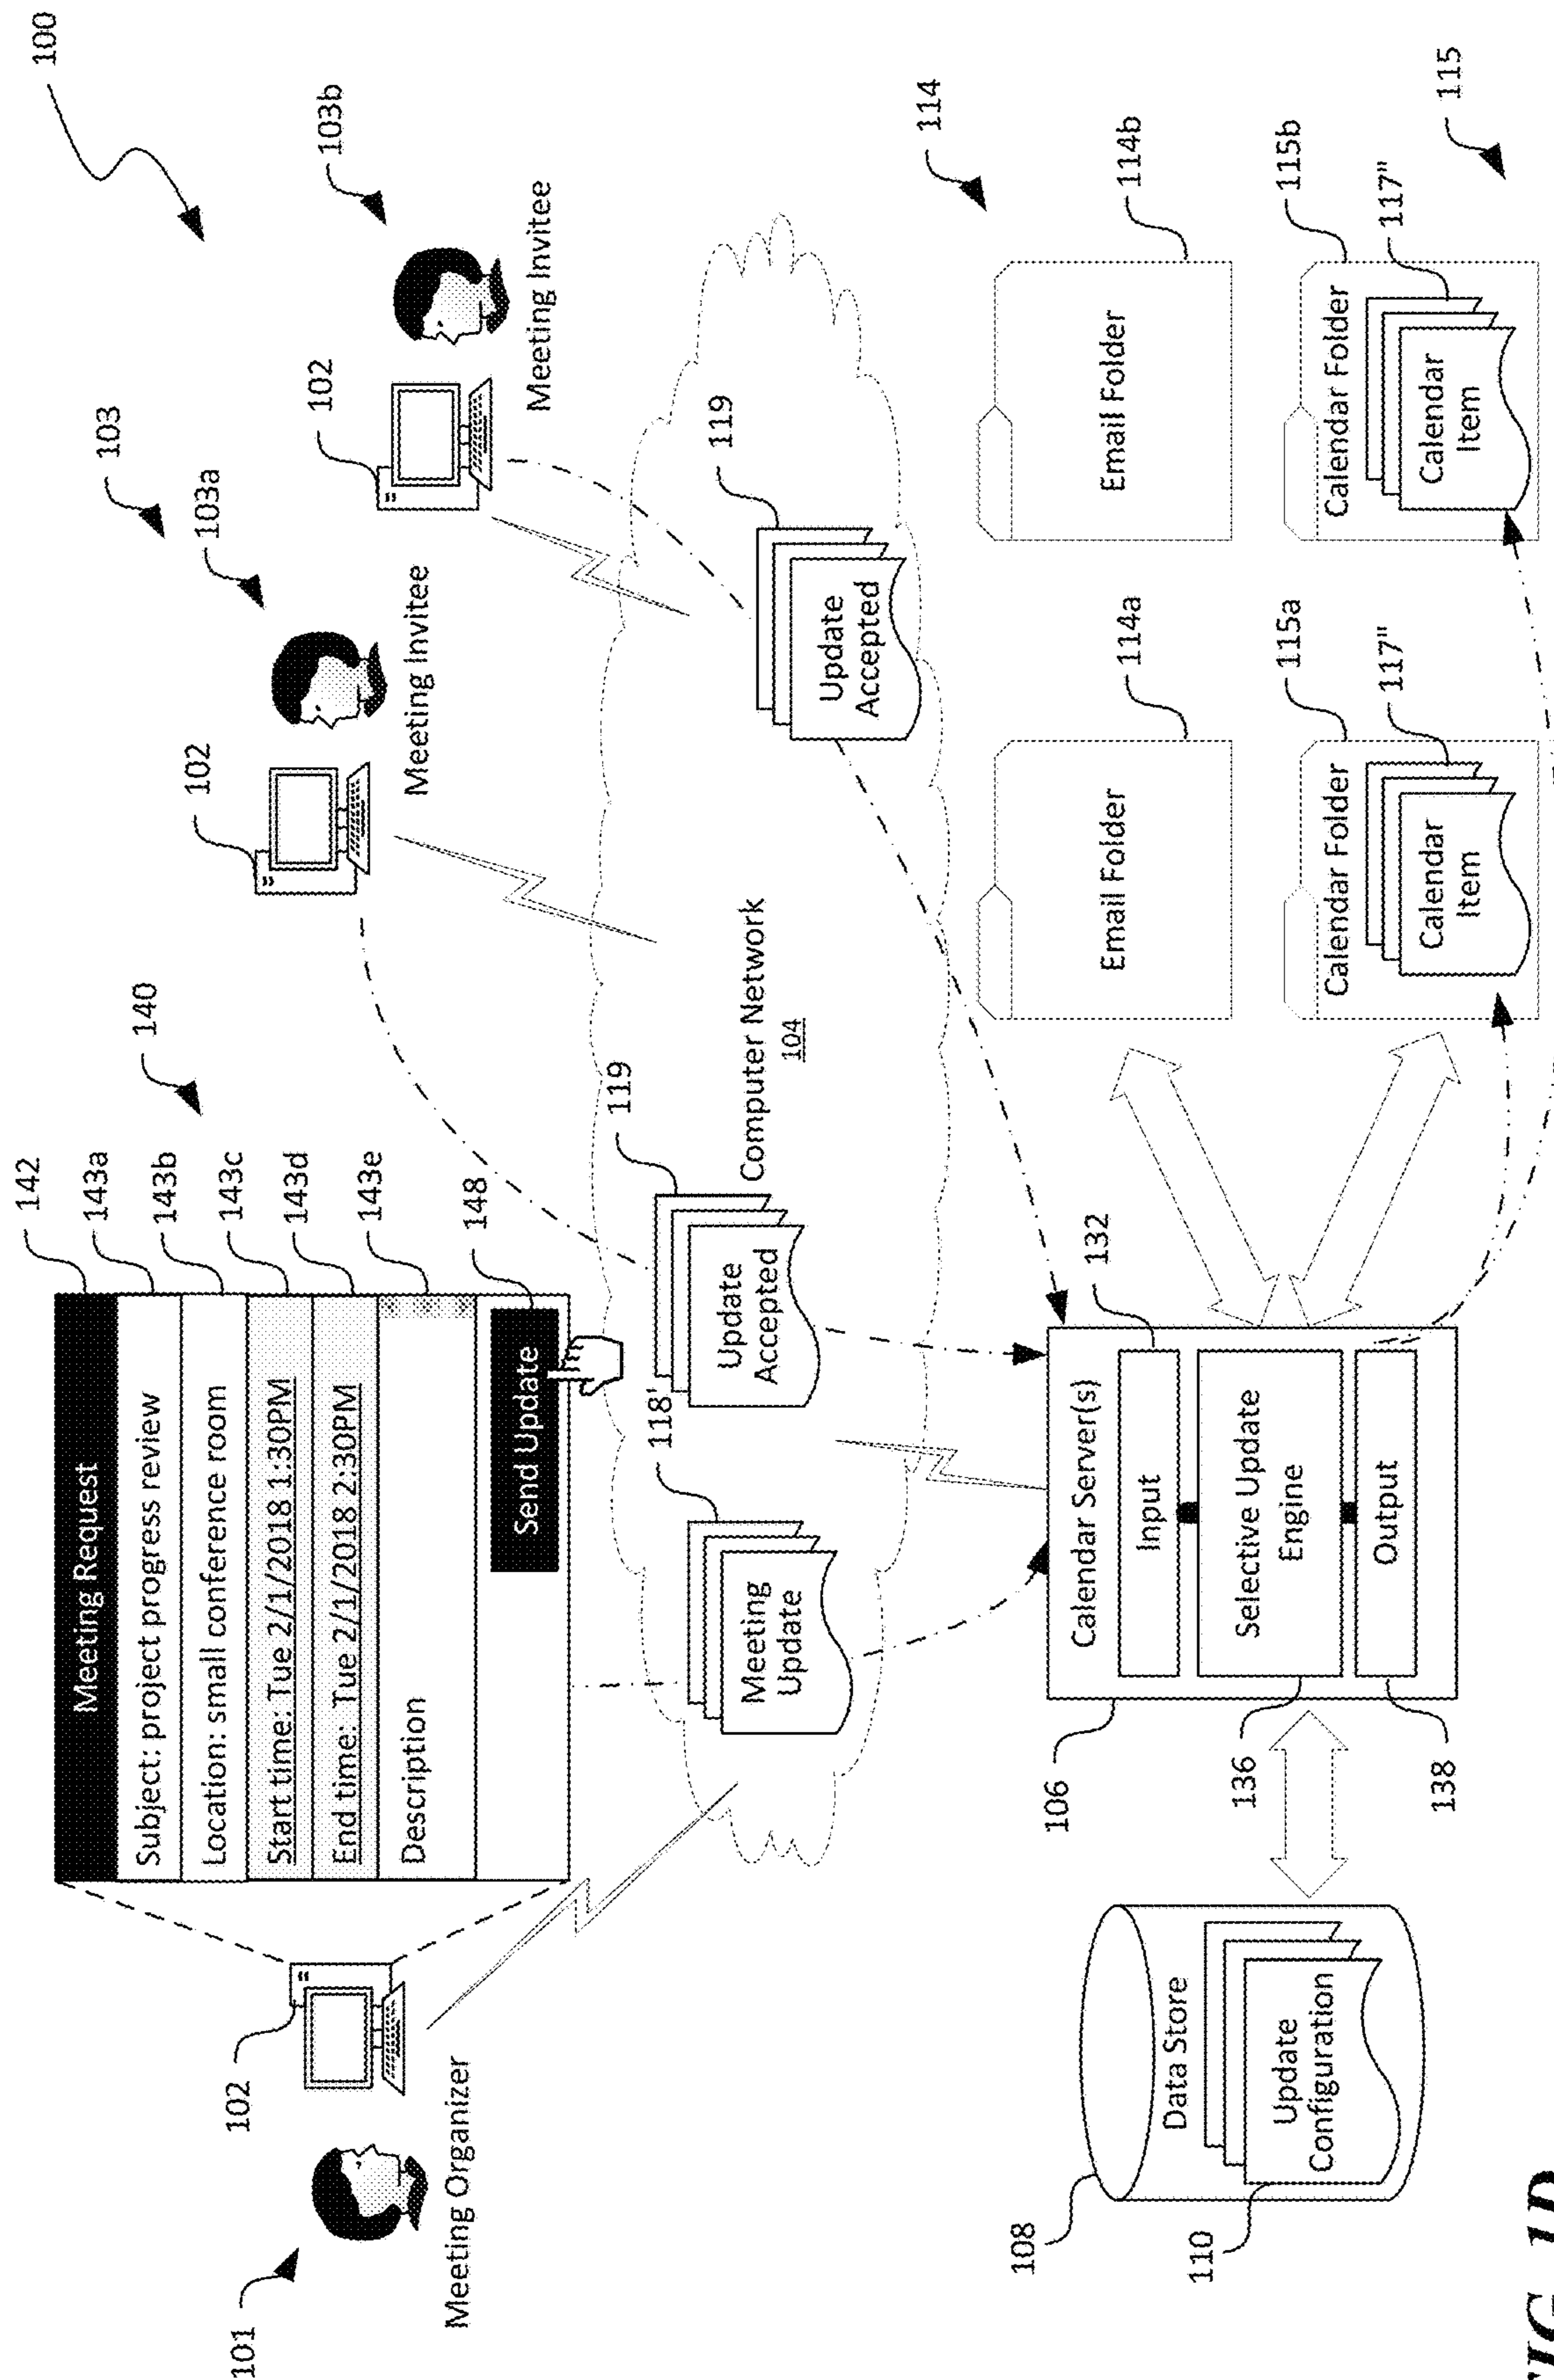 100
101
Meeting Organizer
102
Meeting Request
Subject: project progress review
Location: small conference room
Start time: Tue 2/1/2018 1:30PM
End time: Tue 2/1/2018 2:30PM
Description
Send Update
142
143a
143b
143c
143d
143e
148
140
102
Meeting Invitee
103a
103
102
Meeting Invitee
103b
Meeting
Update
118'
Update
Accepted
119
Computer Network
104
Update
Accepted
119
108
Data Store
Update
Configuration
110
106
Calendar Server(s)
Input
132
Selective Update
Engine
136
Output
138
Email Folder
114a
Email Folder
114b
114
Calendar Folder
115a
Calendar
Item
117"
Calendar Folder
115b
Calendar
Item
117"
115